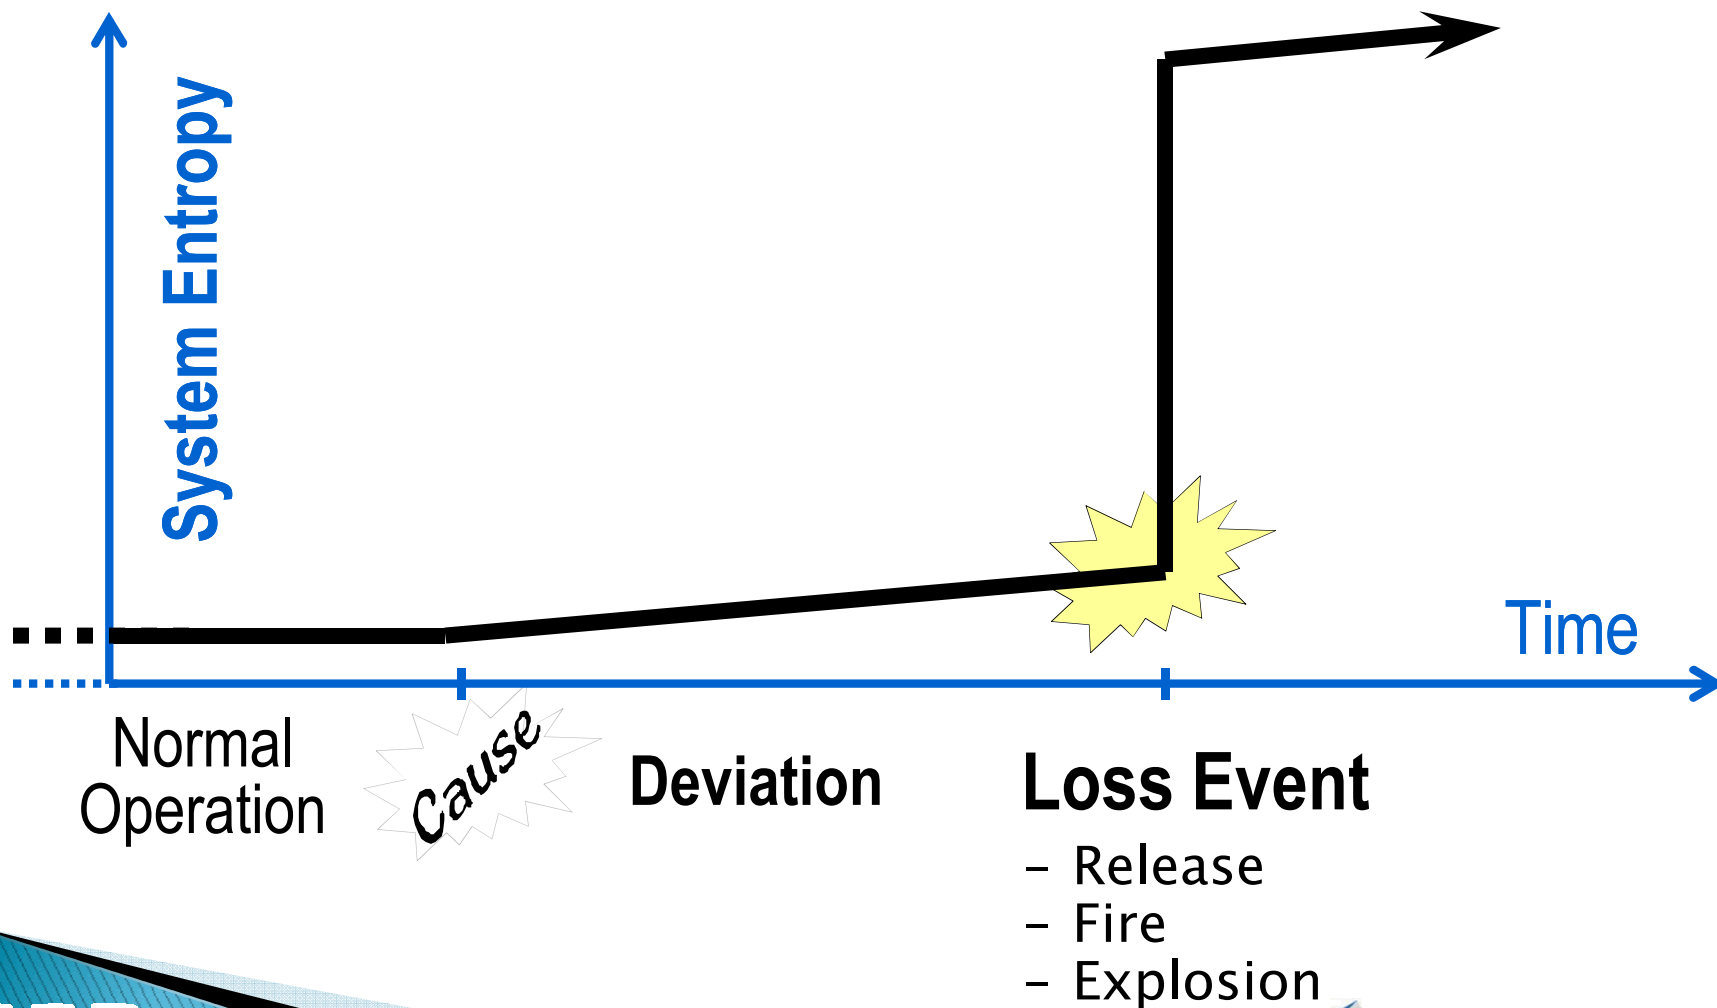 System Entropy
Time
Normal
Operation
Cause
Deviation
Loss Event
– Release
– Fire
– Explosion